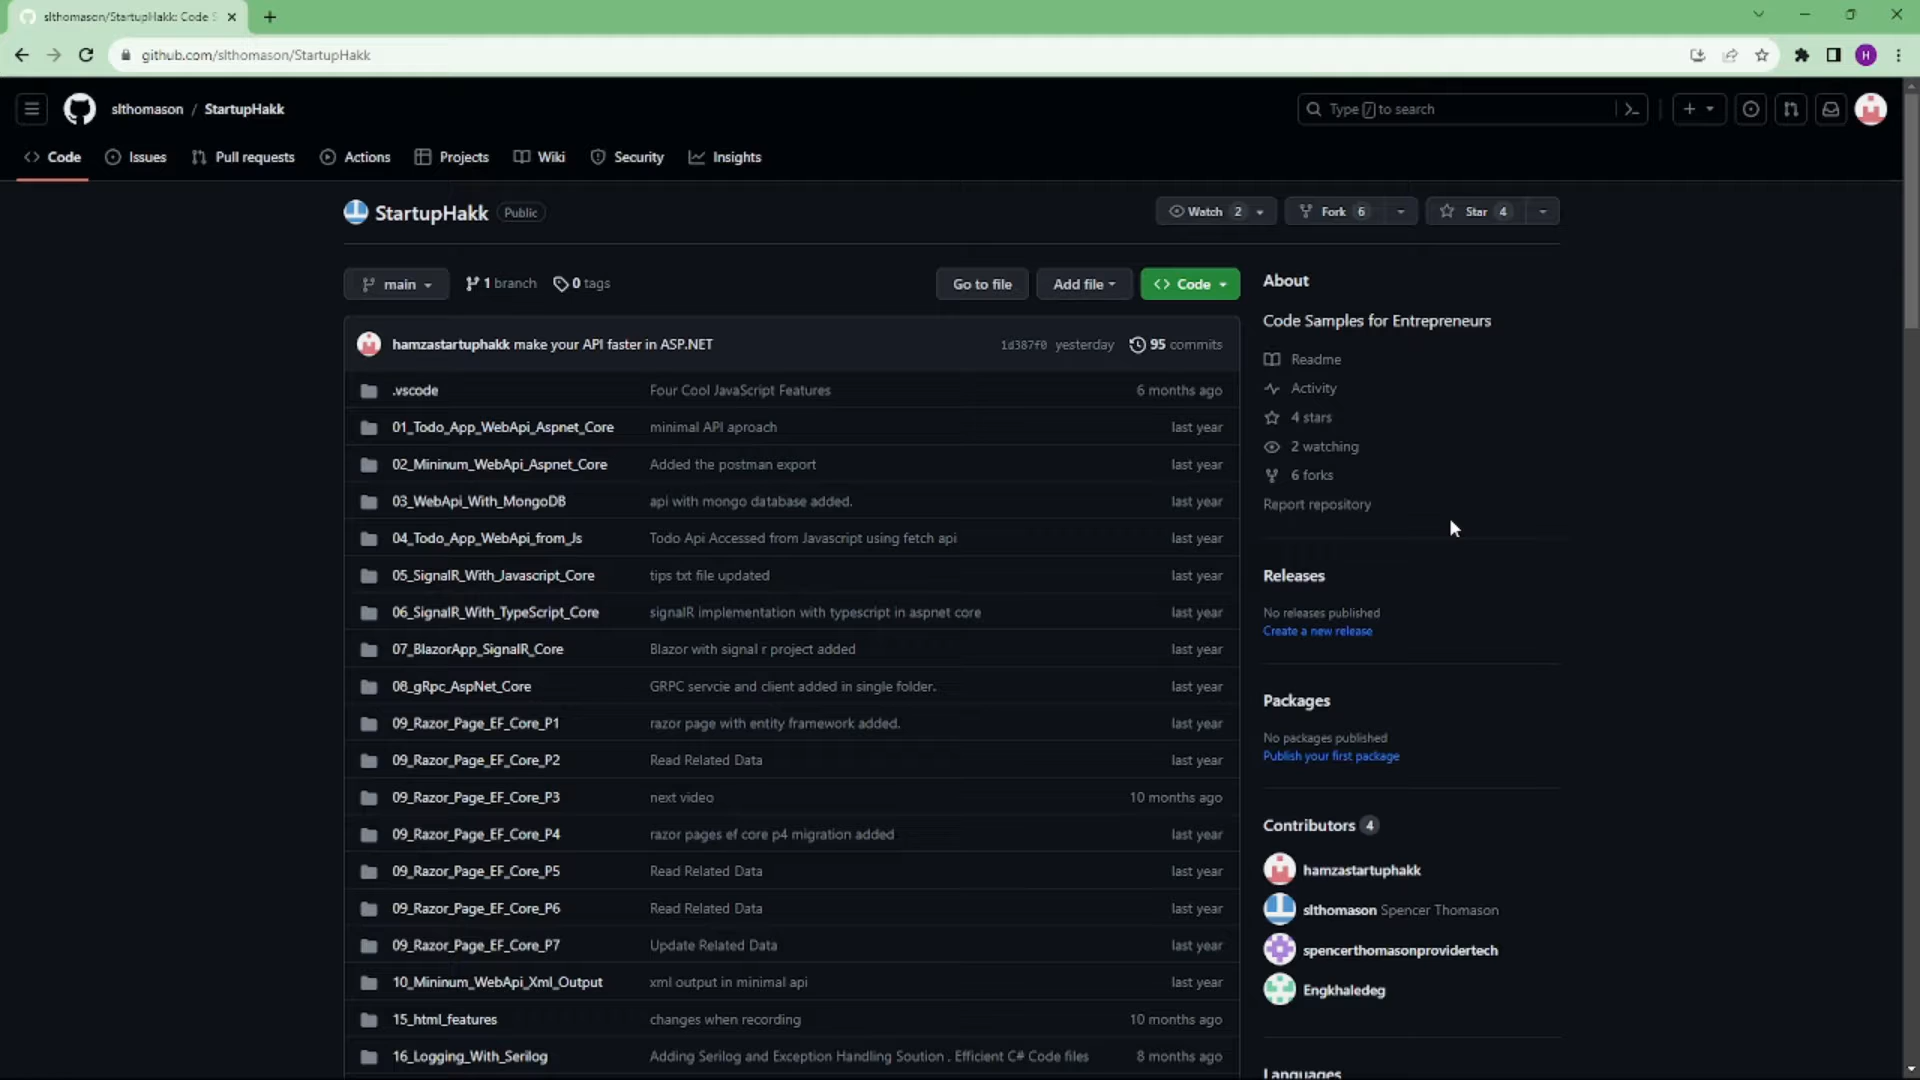 slthomason/StartupHakk: Code S
github.com/slthomason/StartupHakk
H
slthomason / StartupHakk
Type / to search
Code Issues Pull requests Actions Projects Wiki Security Insights
StartupHakk Public
Watch 2 Fork 6 Star 4
main 1 branch 0 tags Go to file Add file Code
hamzastartuphakk make your API faster in ASP.NET 1d387f0 yesterday 95 commits
.vscode Four Cool JavaScript Features 6 months ago
01_Todo_App_WebApi_Aspnet_Core minimal API aproach last year
02_Mininum_WebApi_Aspnet_Core Added the postman export last year
03_WebApi_With_MongoDB api with mongo database added. last year
04_Todo_App_WebApi_from_Js Todo Api Accessed from Javascript using fetch api last year
05_SignalR_With_Javascript_Core tips txt file updated last year
06_SignalR_With_TypeScript_Core signalR implementation with typescript in aspnet core last year
07_BlazorApp_SignalR_Core Blazor with signal r project added last year
08_gRpc_AspNet_Core GRPC servcie and client added in single folder. last year
09_Razor_Page_EF_Core_P1 razor page with entity framework added. last year
09_Razor_Page_EF_Core_P2 Read Related Data last year
09_Razor_Page_EF_Core_P3 next video 10 months ago
09_Razor_Page_EF_Core_P4 razor pages ef core p4 migration added last year
09_Razor_Page_EF_Core_P5 Read Related Data last year
09_Razor_Page_EF_Core_P6 Read Related Data last year
09_Razor_Page_EF_Core_P7 Update Related Data last year
10_Mininum_WebApi_Xml_Output xml output in minimal api last year
15_html_features changes when recording 10 months ago
16_Logging_With_Serilog Adding Serilog and Exception Handling Soution . Efficient C# Code files 8 months ago
About
Code Samples for Entrepreneurs
Readme
Activity
4 stars
2 watching
6 forks
Report repository
Releases
No releases published
Create a new release
Packages
No packages published
Publish your first package
Contributors 4
hamzastartuphakk
slthomason Spencer Thomason
spencerthomasonprovidertech
Engkhaledeg
Languages